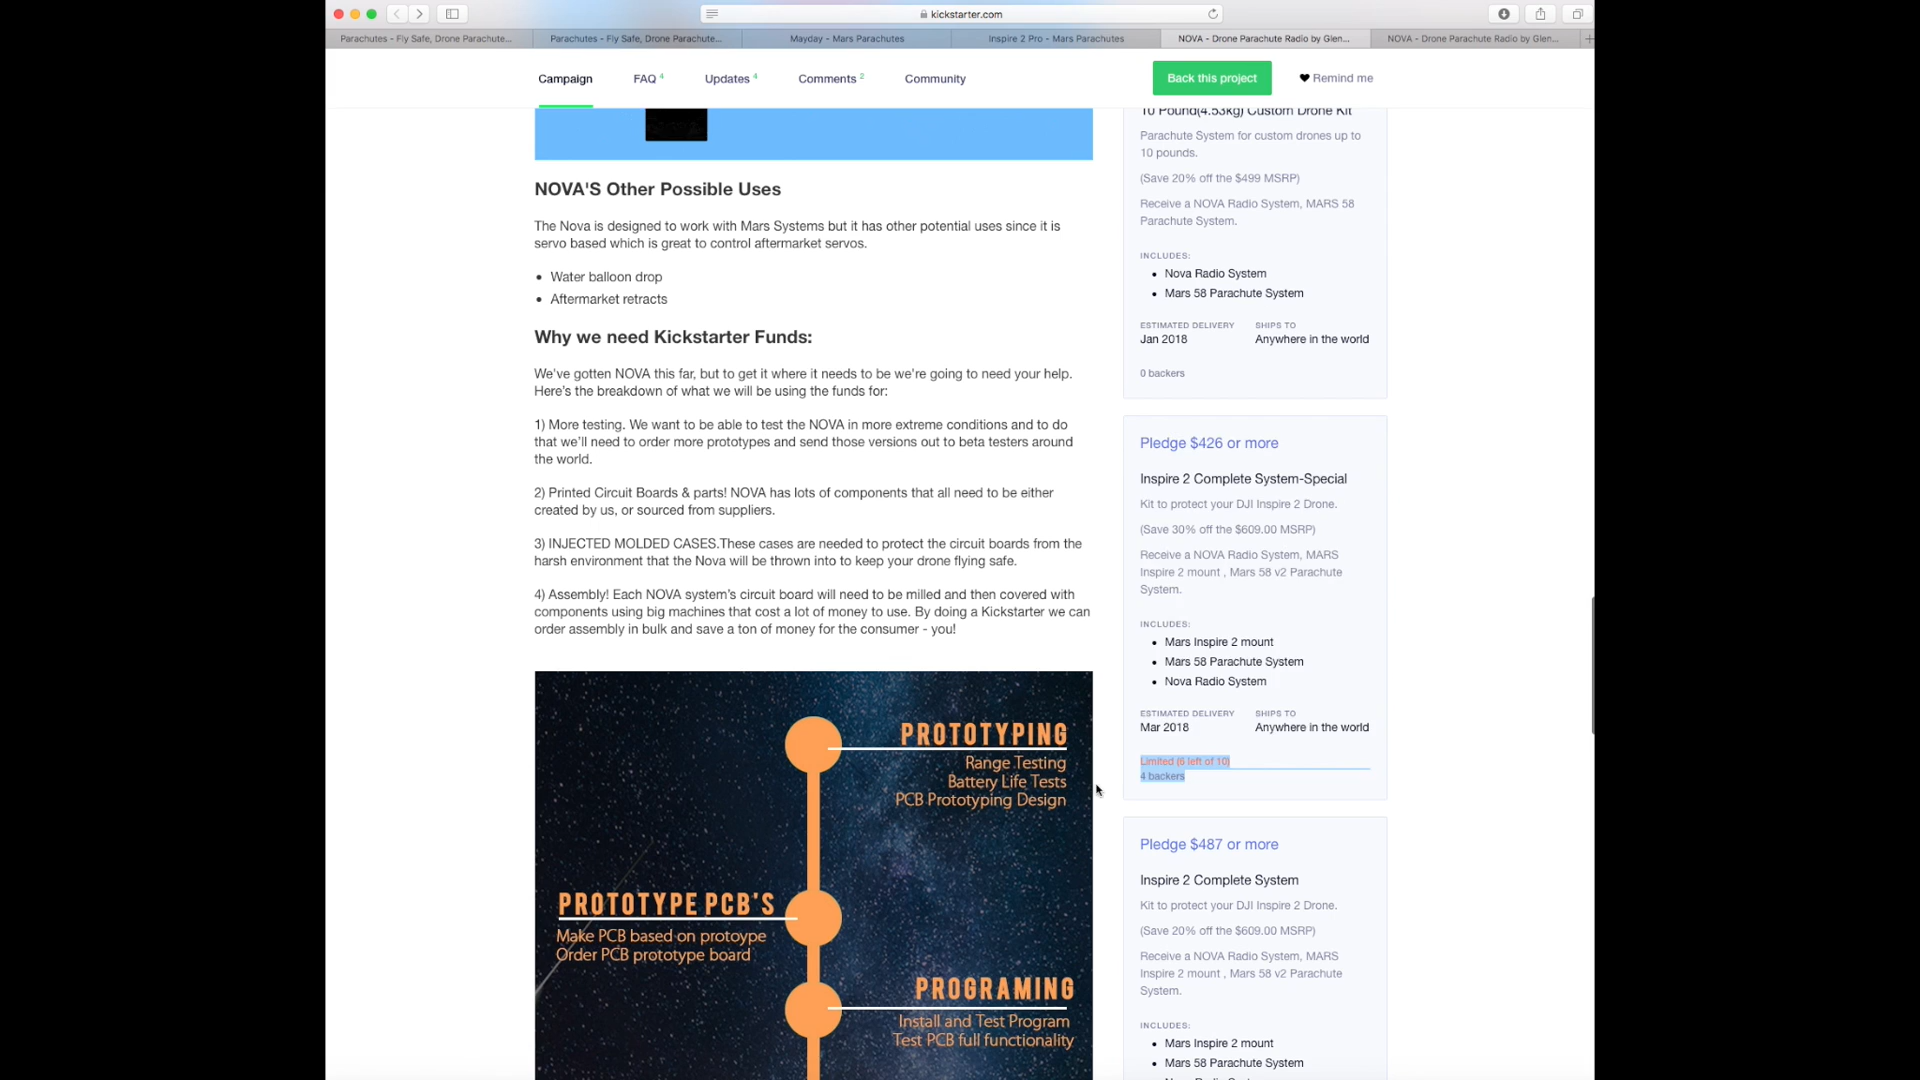 kickstarter.com
Parachutes - Fly Safe, Drone Parachute...
Parachutes - Fly Safe, Drone Parachute...
Mayday - Mars Parachutes
Inspire 2 Pro - Mars Parachutes
NOVA - Drone Parachute Radio by Glen...
NOVA - Drone Parachute Radio by Glen...
Campaign
FAQ 4
Updates 4
Comments 2
Community
Back this project
Remind me
NOVA'S Other Possible Uses
The Nova is designed to work with Mars Systems but it has other potential uses since it is
servo based which is great to control aftermarket servos.
• Water balloon drop
• Aftermarket retracts
Why we need Kickstarter Funds:
We've gotten NOVA this far, but to get it where it needs to be we're going to need your help.
Here's the breakdown of what we will be using the funds for:
1) More testing. We want to be able to test the NOVA in more extreme conditions and to do
that we'll need to order more prototypes and send those versions out to beta testers around
the world.
2) Printed Circuit Boards & parts! NOVA has lots of components that all need to be either
created by us, or sourced from suppliers.
3) INJECTED MOLDED CASES.These cases are needed to protect the circuit boards from the
harsh environment that the Nova will be thrown into to keep your drone flying safe.
4) Assembly! Each NOVA system's circuit board will need to be milled and then covered with
components using big machines that cost a lot of money to use. By doing a Kickstarter we can
order assembly in bulk and save a ton of money for the consumer - you!
PROTOTYPING
Range Testing
Battery Life Tests
PCB Prototyping Design
PROTOTYPE PCB'S
Make PCB based on protoype
Order PCB prototype board
PROGRAMING
Install and Test Program
Test PCB full functionality
10 Pound(4.53kg) Custom Drone Kit
Parachute System for custom drones up to
10 pounds.
(Save 20% off the $499 MSRP)
Receive a NOVA Radio System, MARS 58
Parachute System.
INCLUDES:
• Nova Radio System
• Mars 58 Parachute System
ESTIMATED DELIVERY SHIPS TO
Jan 2018 Anywhere in the world
0 backers
Pledge $426 or more
Inspire 2 Complete System-Special
Kit to protect your DJI Inspire 2 Drone.
(Save 30% off the $609.00 MSRP)
Receive a NOVA Radio System, MARS
Inspire 2 mount , Mars 58 v2 Parachute
System.
INCLUDES:
• Mars Inspire 2 mount
• Mars 58 Parachute System
• Nova Radio System
ESTIMATED DELIVERY SHIPS TO
Mar 2018 Anywhere in the world
Limited (6 left of 10)
4 backers
Pledge $487 or more
Inspire 2 Complete System
Kit to protect your DJI Inspire 2 Drone.
(Save 20% off the $609.00 MSRP)
Receive a NOVA Radio System, MARS
Inspire 2 mount , Mars 58 v2 Parachute
System.
INCLUDES:
• Mars Inspire 2 mount
• Mars 58 Parachute System